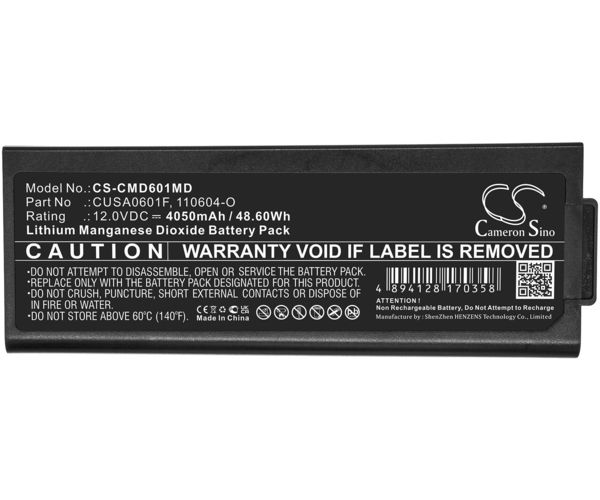 Model No.: CS-CMD601MD
Part No .: CUSA0601F, 110604-O
Rating .: 12.0VDC ⎓ 4050mAh / 48.60Wh
Lithium Manganese Dioxide Battery Pack
CS
Cameron Sino
CAUTION WARRANTY VOID IF LABEL IS REMOVED
•DO NOT ATTEMPT TO DISASSEMBLE, OPEN OR SERVICE THE BATTERY PACK.
•REPLACE ONLY WITH THE BATTERY PACK DESIGNATED FOR THIS PRODUCT.
•DO NOT CRUSH, PUNCTURE, SHORT EXTERNAL CONTACTS OR DISPOSE OF
IN FIRE.
•DO NOT STORE ABOVE 60°C (140°F).
CE
Made In China
4 894128 170358
ATTENTION!
Non Rechargeable Battery, Do Not Attempt to Recharge
Manufacture by : ShenZhen HENZENS Technology Co., Limited.